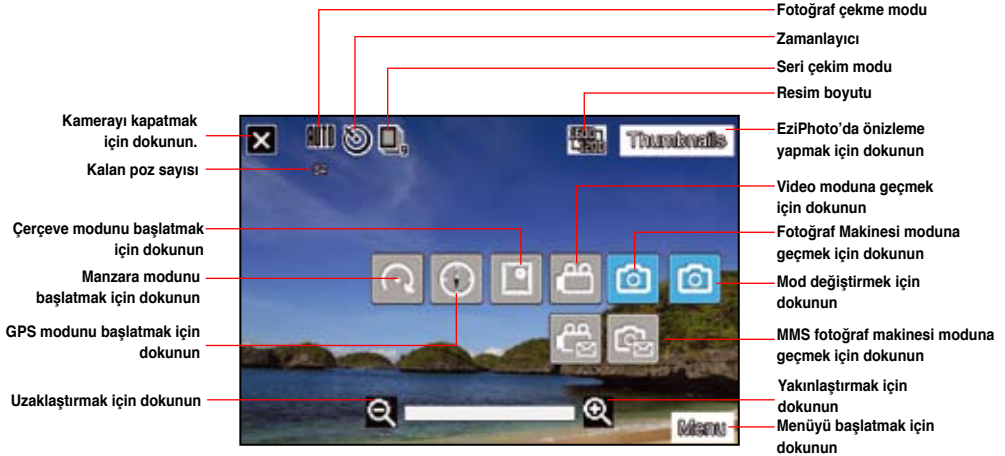 Fotoğraf çekme modu
Zamanlayıcı
Seri çekim modu
Resim boyutu
EziPhoto'da önizleme
yapmak için dokunun
Video moduna geçmek
için dokunun
Fotoğraf Makinesi moduna
geçmek için dokunun
Mod değiştirmek için
dokunun
MMS fotoğraf makinesi moduna
geçmek için dokunun
Yakınlaştırmak için
dokunun
Menüyü başlatmak için
dokunun
Kamerayı kapatmak
için dokunun.
Kalan poz sayısı
Çerçeve modunu başlatmak
için dokunun
Manzara modunu
başlatmak için dokunun
GPS modunu başlatmak için
dokunun
Uzaklaştırmak için dokunun
Thumbnails
Menu